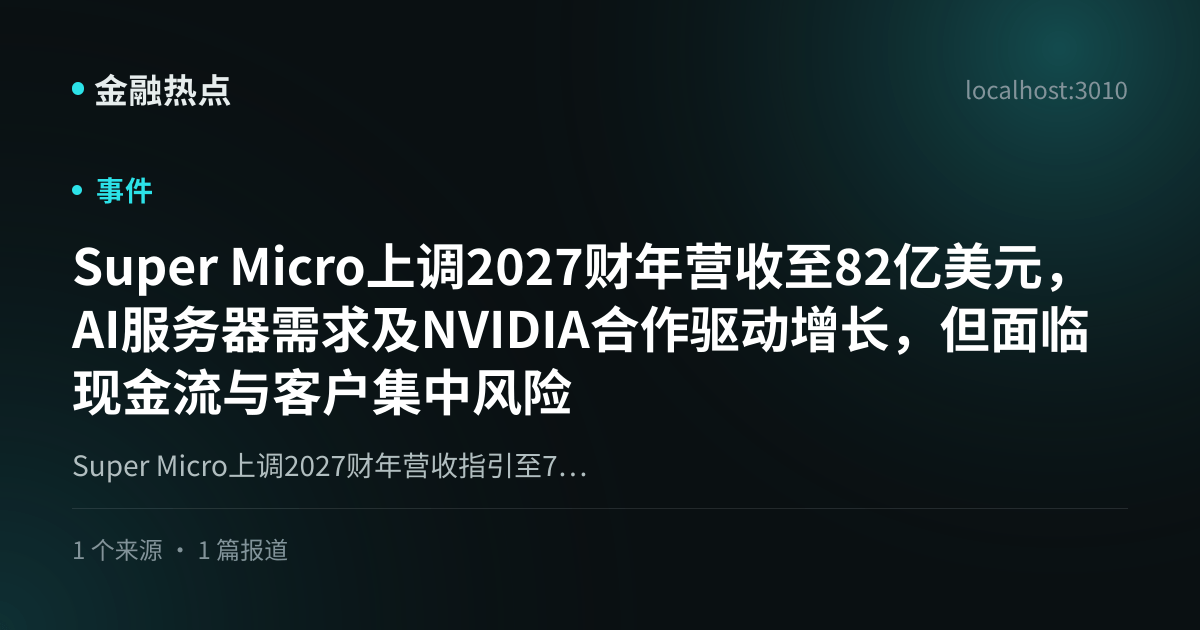 金融热点
localhost:3010
事件
Super Micro上调2027财年营收至82亿美元，
AI服务器需求及NVIDIA合作驱动增长，但面临
现金流与客户集中风险
Super Micro上调2027财年营收指引至7…
1 个来源 · 1 篇报道